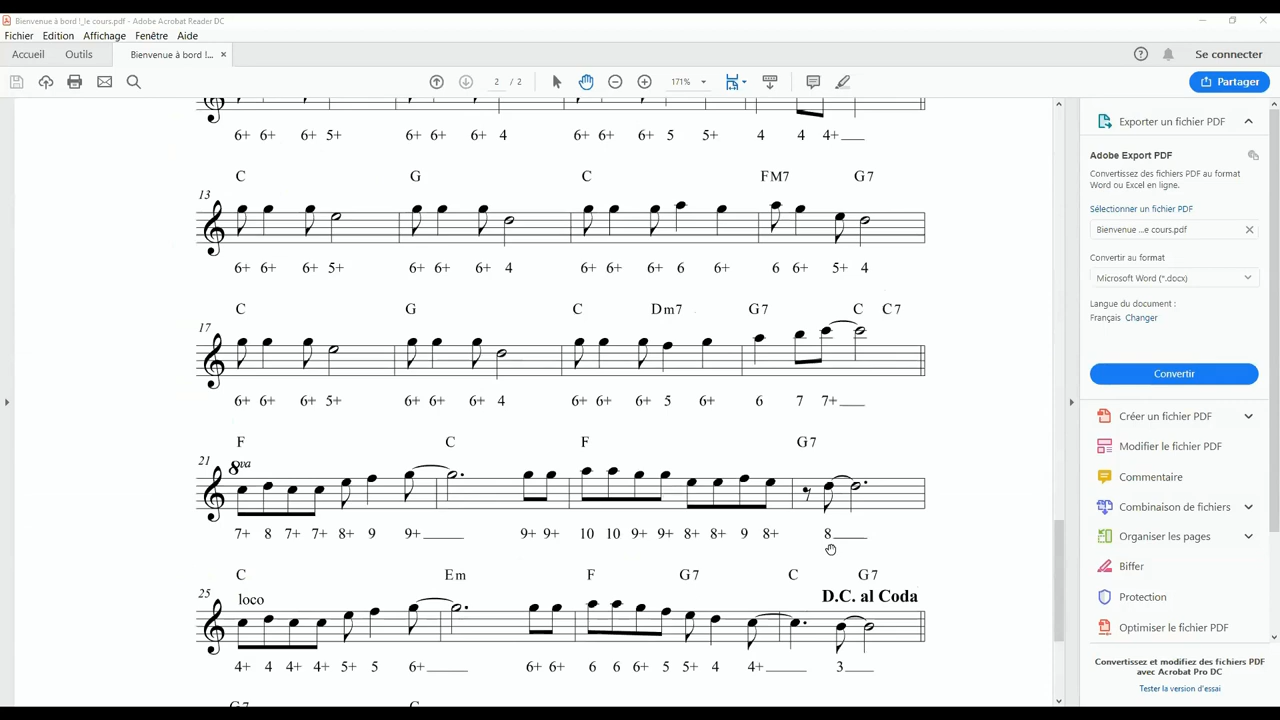 Bienvenue à bord !_le cours.pdf - Adobe Acrobat Reader DC
Fichier Edition Affichage Fenêtre Aide
Accueil Outils Bienvenue à bord !... × Se connecter
2 / 2 171% Partager
6+ 6+ 6+ 5+ 6+ 6+ 6+ 4 6+ 6+ 6+ 5 5+ 4 4 4+
C G C FM7 G7
13
6+ 6+ 6+ 5+ 6+ 6+ 6+ 4 6+ 6+ 6+ 6 6+ 6 6+ 5+ 4
C G C Dm7 G7 C C7
17
6+ 6+ 6+ 5+ 6+ 6+ 6+ 4 6+ 6+ 6+ 5 6+ 6 7 7+
F C F G7
21 8va
7+ 8 7+ 7+ 8+ 9 9+ 9+ 9+ 10 10 9+ 9+ 8+ 8+ 9 8+ 8
C Em F G7 C G7
25 loco D.C. al Coda
4+ 4 4+ 4+ 5+ 5 6+ 6+ 6+ 6 6 6+ 5 5+ 4 4+ 3
G7 C
Exporter un fichier PDF
Adobe Export PDF
Convertissez des fichiers PDF au format
Word ou Excel en ligne.
Sélectionner un fichier PDF
Bienvenue ...e cours.pdf
Convertir au format
Microsoft Word (*.docx)
Langue du document :
Français Changer
Convertir
Créer un fichier PDF
Modifier le fichier PDF
Commentaire
Combinaison de fichiers
Organiser les pages
Biffer
Protection
Optimiser le fichier PDF
Convertissez et modifiez des fichiers PDF
avec Acrobat Pro DC
Tester la version d'essai